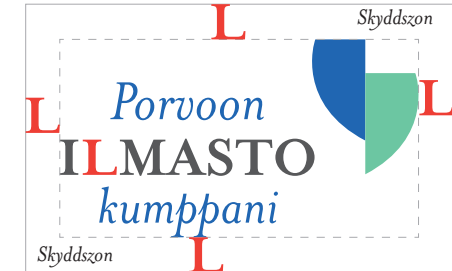 L
Skyddszon
L
L
Porvoon
ILMASTO
kumppani
L
Skyddszon